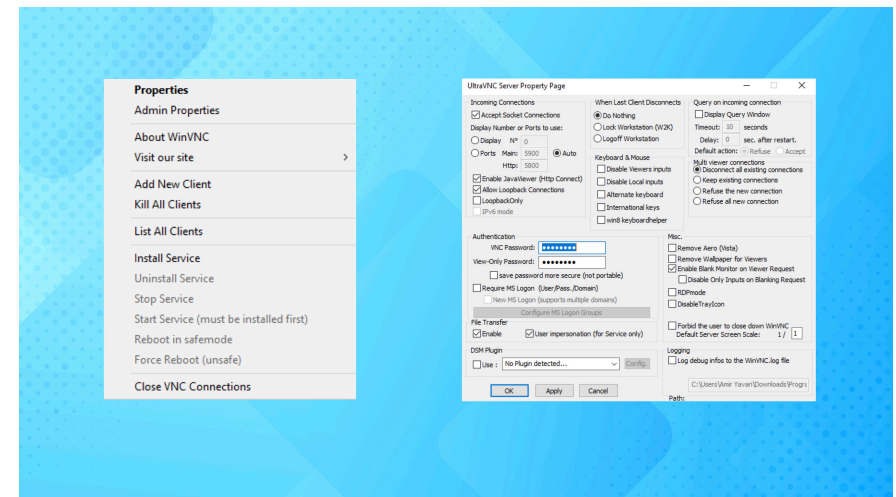 Properties
Admin Properties
About WinVNC
Visit our site
Add New Client
Kill All Clients
List All Clients
Install Service
Uninstall Service
Stop Service
Start Service (must be installed first)
Reboot in safemode
Force Reboot (unsafe)
Close VNC Connections
UltraVNC Server Property Page
Incoming Connections
Accept Socket Connections
Display Number or Ports to use:
Display N° 0
Ports Main: 5900 Auto
Http: 5800
Enable JavaViewer (Http Connect)
Allow Loopback Connections
LoopbackOnly
IPv6 mode
When Last Client Disconnects
Do Nothing
Lock Workstation (W2K)
Logoff Workstation
Keyboard & Mouse
Disable Viewers inputs
Disable Local inputs
Alternate keyboard
International keys
win8 keyboardhelper
Query on incoming connection
Display Query Window
Timeout: 10 seconds
Delay: 0 sec. after restart.
Default action: Refuse Accept
Multi viewer connections
Disconnect all existing connections
Keep existing connections
Refuse the new connection
Refuse all new connection
Authentication
VNC Password:
View-Only Password:
save password more secure (not portable)
Require MS Logon (User/Pass./Domain)
New MS Logon (supports multiple domains)
Configure MS Logon Groups
File Transfer
Enable User impersonation (for Service only)
DSM Plugin
Use : No Plugin detected... Config.
OK Apply Cancel
Misc.
Remove Aero (Vista)
Remove Wallpaper for Viewers
Enable Blank Monitor on Viewer Request
Disable Only Inputs on Blanking Request
RDPmode
DisableTrayIcon
Forbid the user to close down WinVNC
Default Server Screen Scale: 1 / 1
Logging
Log debug infos to the WinVNC.log file
C:\Users\Amir Yavari\Downloads\Progra
Path: